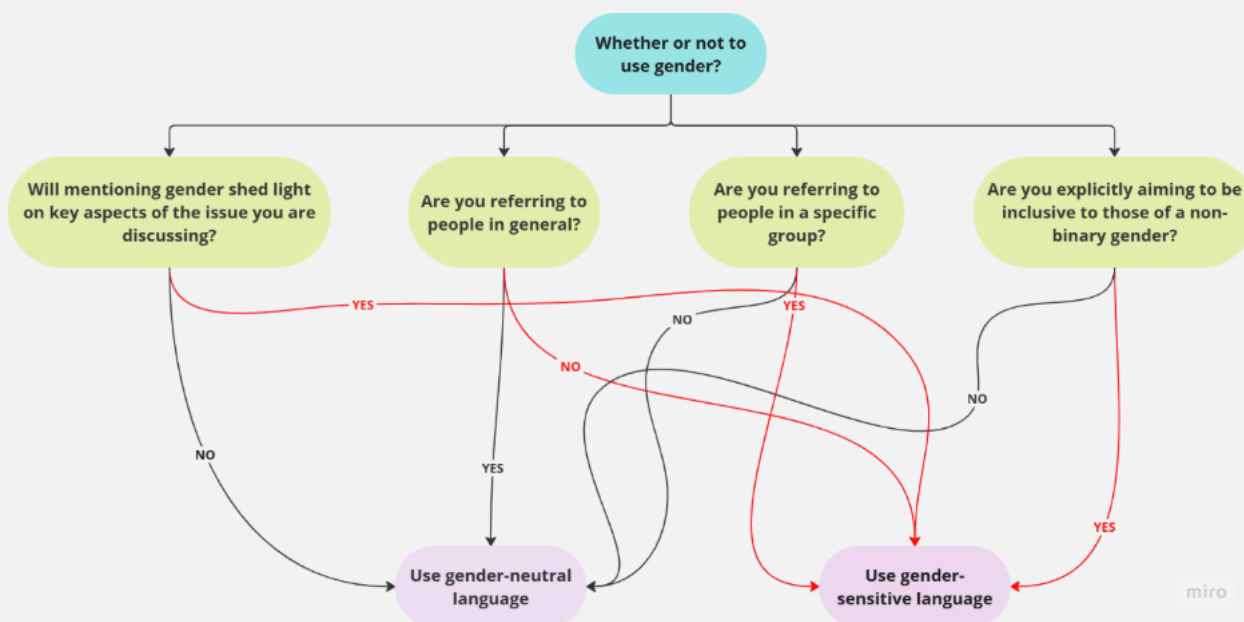 Whether or not to
use gender?
Will mentioning gender shed light
on key aspects of the issue you are
discussing?
Are you referring to
people in general?
Are you referring to
people in a specific
group?
Are you explicitly aiming to be
inclusive to those of a non-
binary gender?
YES
NO
YES
NO
NO
NO
YES
YES
Use gender-neutral
language
Use gender-
sensitive language
miro